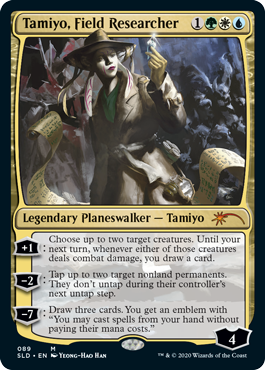 Tamiyo, Field Researcher 1
Legendary Planeswalker — Tamiyo
+1 : Choose up to two target creatures. Until your
next turn, whenever either of those creatures
deals combat damage, you draw a card.
−2 : Tap up to two target nonland permanents.
They don't untap during their controller's
next untap step.
−7 : Draw three cards. You get an emblem with
"You may cast spells from your hand without
paying their mana costs."
4
089 M
SLD • EN Yeong-Hao Han ™ & © 2020 Wizards of the Coast